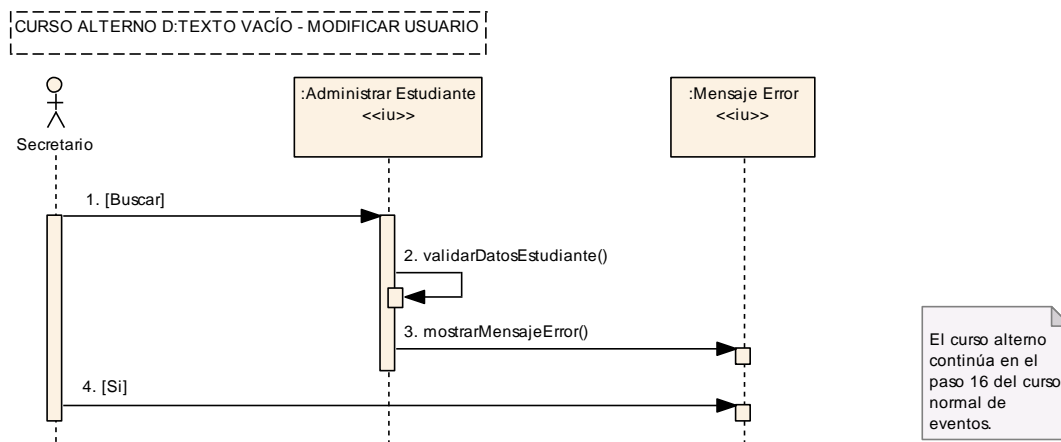 CURSO ALTERNO D:TEXTO VACÍO - MODIFICAR USUARIO
:Administrar Estudiante
<<iu>>
:Mensaje Error
<<iu>>
Secretario
1. [Buscar]
2. validarDatosEstudiante()
3. mostrarMensajeError()
4. [Si]
El curso alterno
continúa en el
paso 16 del curso
normal de
eventos.